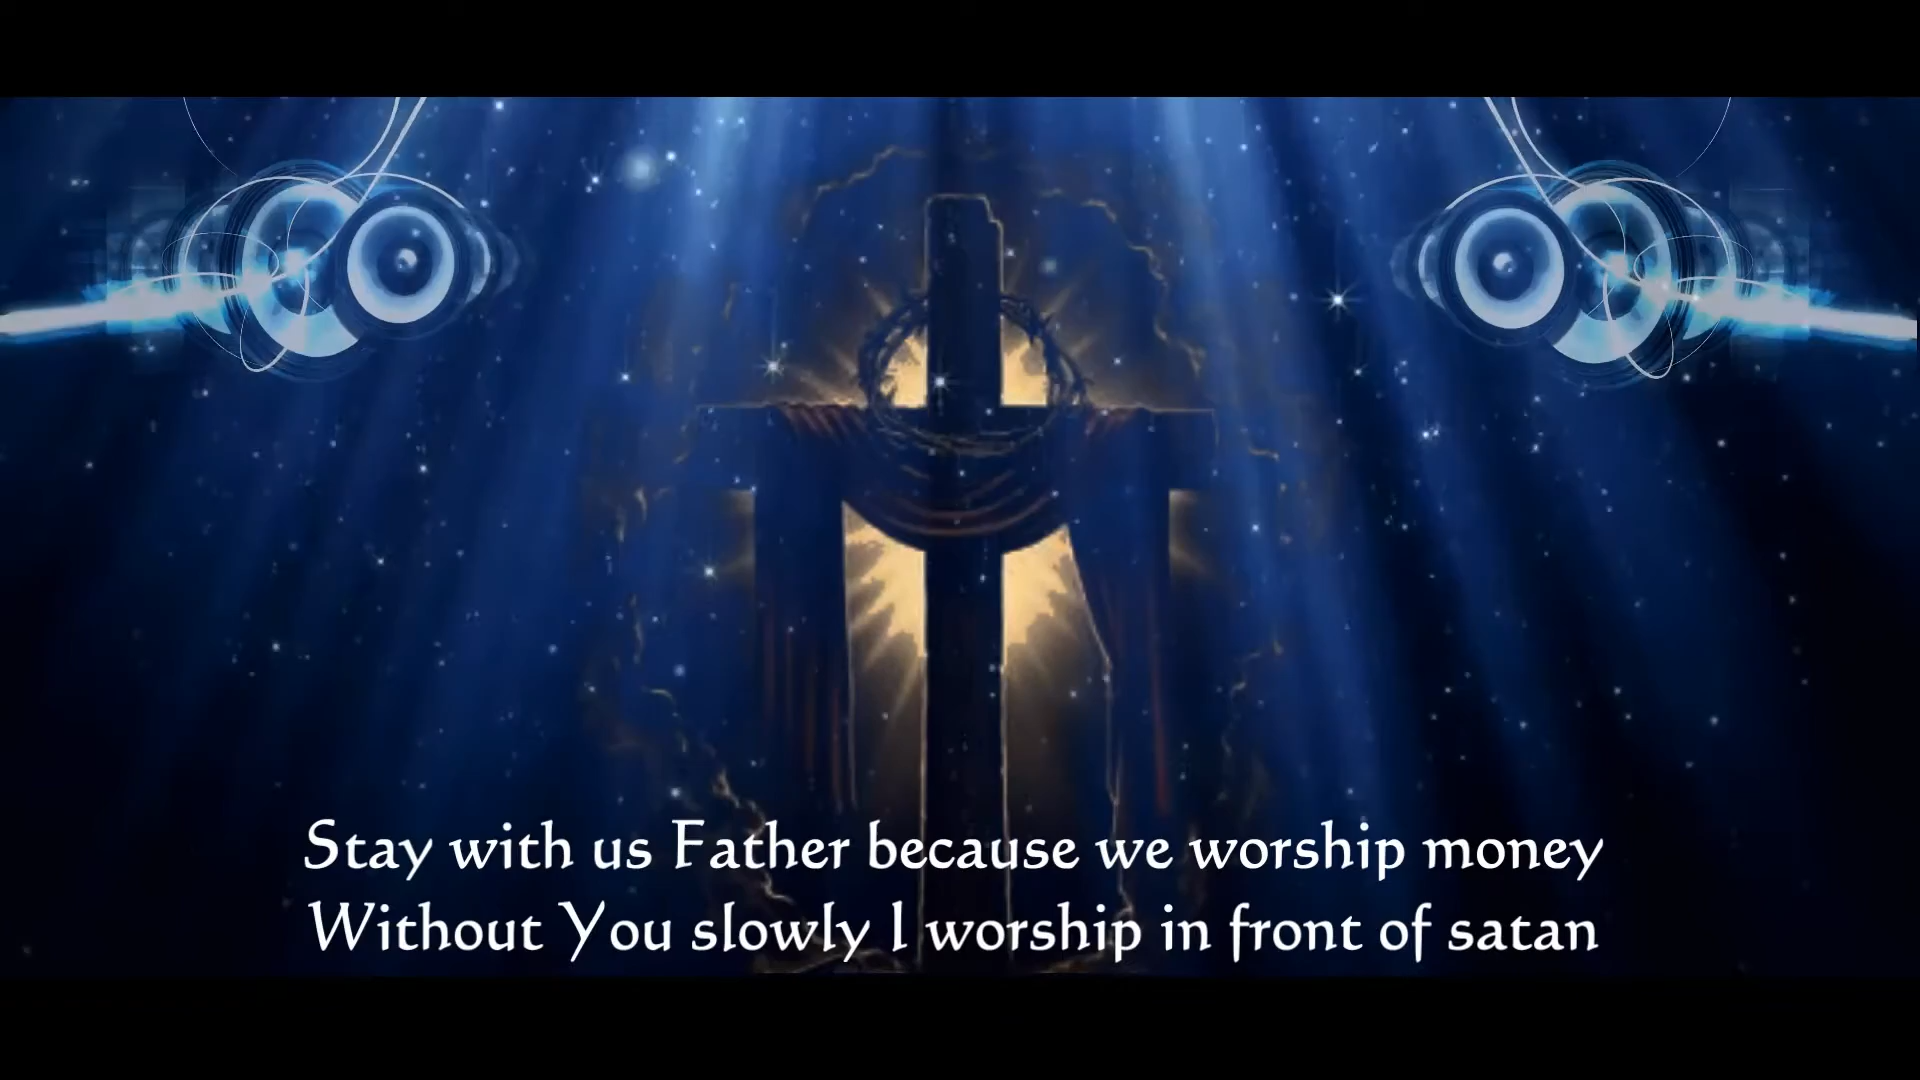 Stay with us Father because we worship money
Without You slowly I worship in front of satan